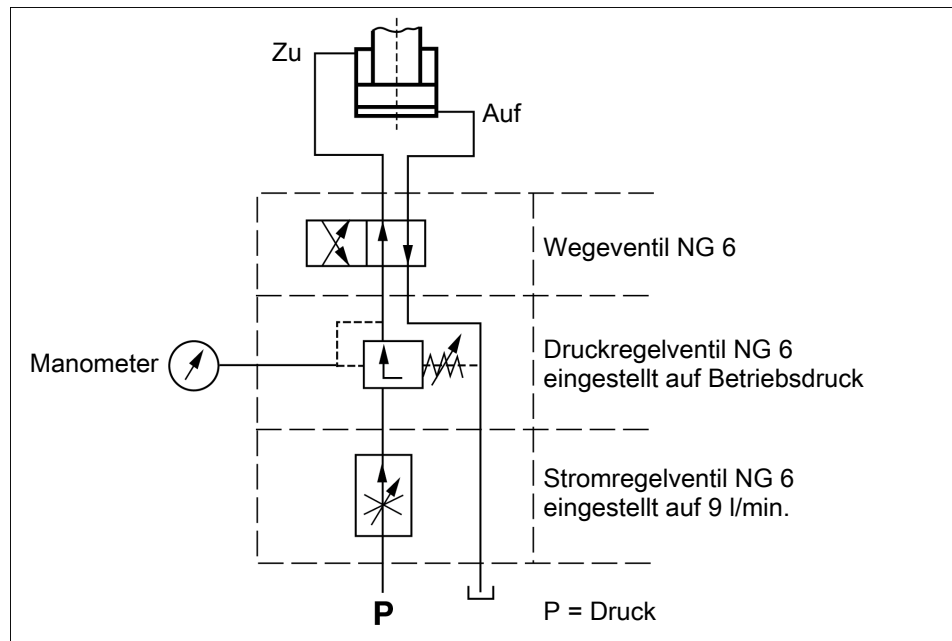 Zu
Auf
Wegeventil NG 6
Manometer
Druckregelventil NG 6
eingestellt auf Betriebsdruck
Stromregelventil NG 6
eingestellt auf 9 l/min.
P
P = Druck